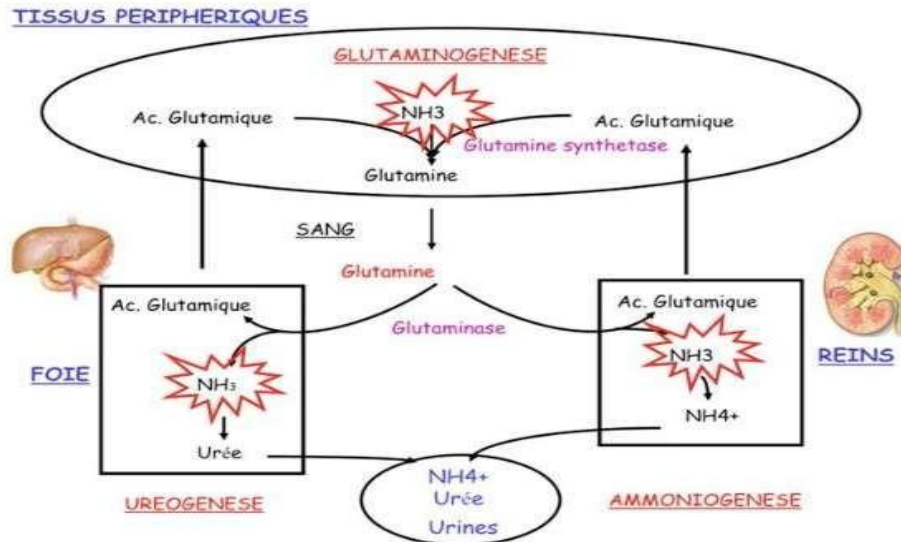 TISSUS PERIPHERIQUES
GLUTAMINOGENESE
NH3
Ac. Glutamique
Ac. Glutamique
Glutamine synthetase
Glutamine
SANG
Glutamine
Ac. Glutamique
Ac. Glutamique
Glutaminase
NH3
REINS
FOIE
NH₃
NH4+
Urée
NH4+
Urée
Urines
UREOGENESE
AMMONIOGENESE